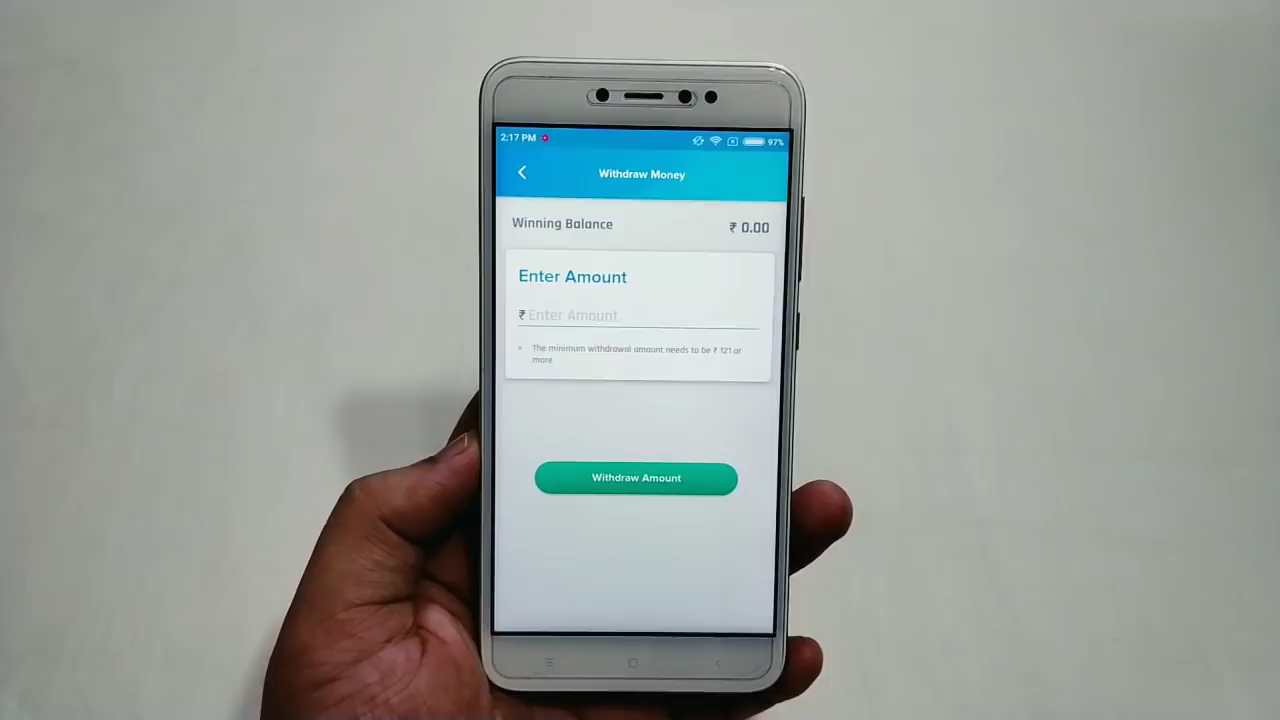 2:17 PM 97%
Withdraw Money
Winning Balance ₹ 0.00
Enter Amount
₹ Enter Amount
The minimum withdrawal amount needs to be ₹ 121 or
more
Withdraw Amount